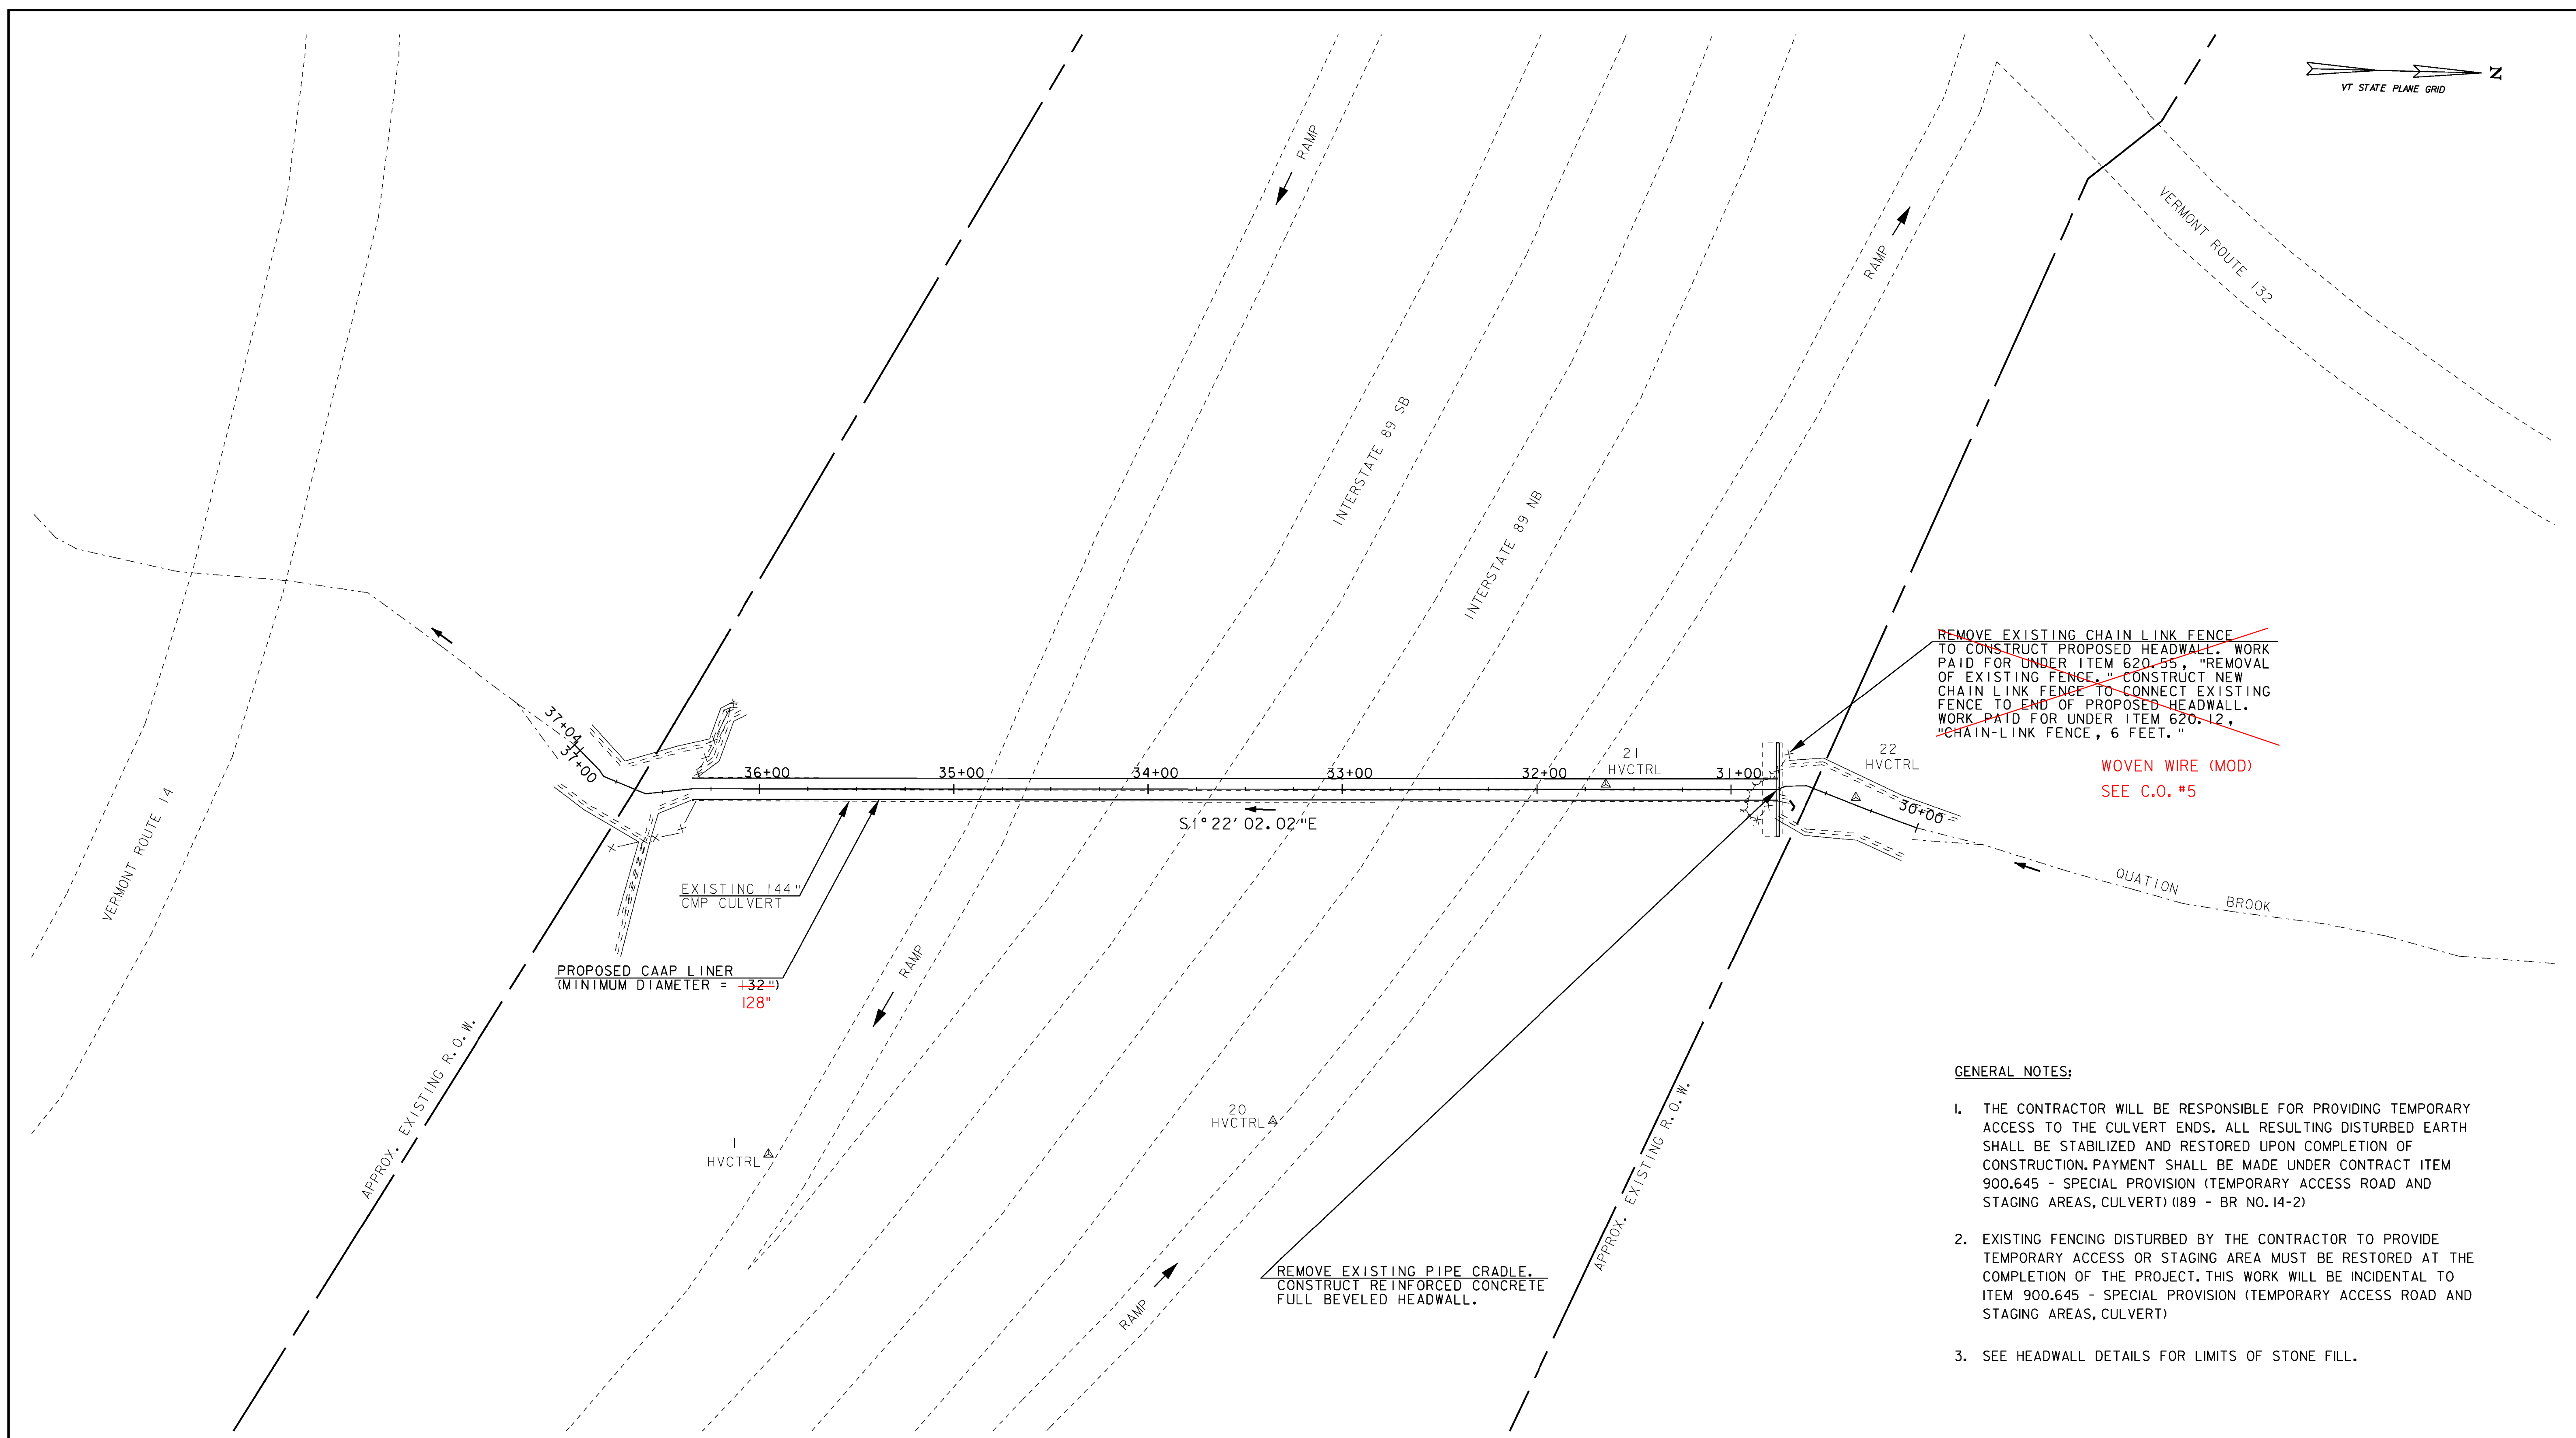 N
VT STATE PLANE GRID
RAMP
RAMP
VERMONT ROUTE 132
INTERSTATE 89 SB
INTERSTATE 89 NB
REMOVE EXISTING CHAIN LINK FENCE
TO CONSTRUCT PROPOSED HEADWALL. WORK
PAID FOR UNDER ITEM 620.55, "REMOVAL
OF EXISTING FENCE." CONSTRUCT NEW
CHAIN LINK FENCE TO CONNECT EXISTING
FENCE TO END OF PROPOSED HEADWALL.
WORK PAID FOR UNDER ITEM 620.12,
"CHAIN-LINK FENCE, 6 FEET."
WOVEN WIRE (MOD)
SEE C.O. #5
37+04
37+00
36+00
35+00
34+00
33+00
32+00
21
HVCTRL
31+00
22
HVCTRL
30+00
S1°22'02.02"E
VERMONT ROUTE 14
EXISTING 144"
CMP CULVERT
QUATION BROOK
PROPOSED CAAP LINER
(MINIMUM DIAMETER = 132")
128"
RAMP
APPROX. EXISTING R.O.W.
1
HVCTRL
20
HVCTRL
APPROX. EXISTING R.O.W.
RAMP
REMOVE EXISTING PIPE CRADLE.
CONSTRUCT REINFORCED CONCRETE
FULL BEVELED HEADWALL.
GENERAL NOTES:
1. THE CONTRACTOR WILL BE RESPONSIBLE FOR PROVIDING TEMPORARY
ACCESS TO THE CULVERT ENDS. ALL RESULTING DISTURBED EARTH
SHALL BE STABILIZED AND RESTORED UPON COMPLETION OF
CONSTRUCTION. PAYMENT SHALL BE MADE UNDER CONTRACT ITEM
900.645 - SPECIAL PROVISION (TEMPORARY ACCESS ROAD AND
STAGING AREAS, CULVERT) (I89 - BR NO. 14-2)
2. EXISTING FENCING DISTURBED BY THE CONTRACTOR TO PROVIDE
TEMPORARY ACCESS OR STAGING AREA MUST BE RESTORED AT THE
COMPLETION OF THE PROJECT. THIS WORK WILL BE INCIDENTAL TO
ITEM 900.645 - SPECIAL PROVISION (TEMPORARY ACCESS ROAD AND
STAGING AREAS, CULVERT)
3. SEE HEADWALL DETAILS FOR LIMITS OF STONE FILL.